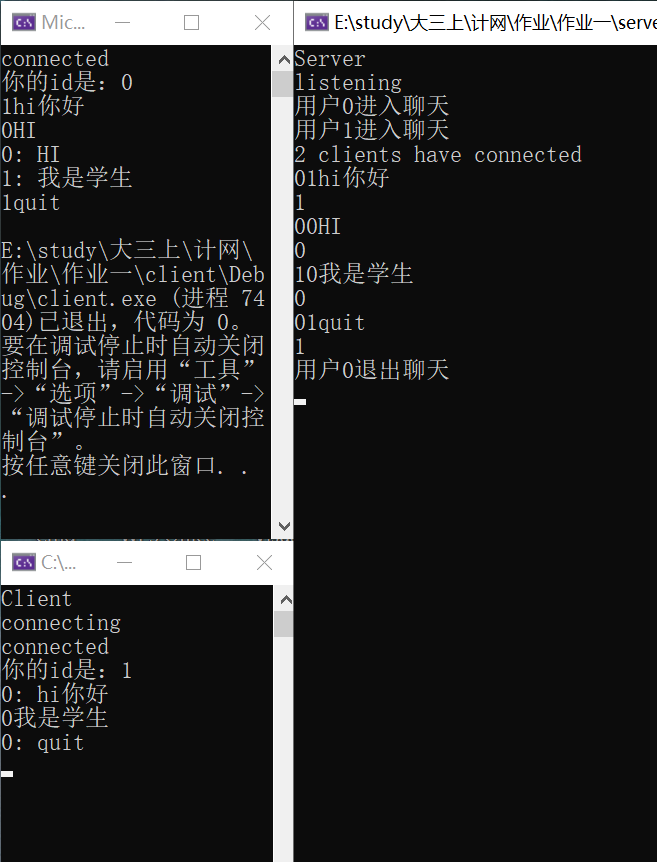 Mic...
connected
你的id是：0
1hi你好
0HI
0: HI
1: 我是学生
1quit
E:\study\大三上\计网\
作业\作业一\client\Deb
ug\client.exe (进程 74
04)已退出，代码为 0。
要在调试停止时自动关闭
控制台，请启用“工具”
->“选项”->“调试”->
“调试停止时自动关闭控
制台”。
按任意键关闭此窗口. .
.
C:\...
Client
connecting
connected
你的id是：1
0: hi你好
0我是学生
0: quit
E:\study\大三上\计网\作业\作业一\serve
Server
listening
用户0进入聊天
用户1进入聊天
2 clients have connected
01hi你好
1
00HI
0
10我是学生
0
01quit
1
用户0退出聊天